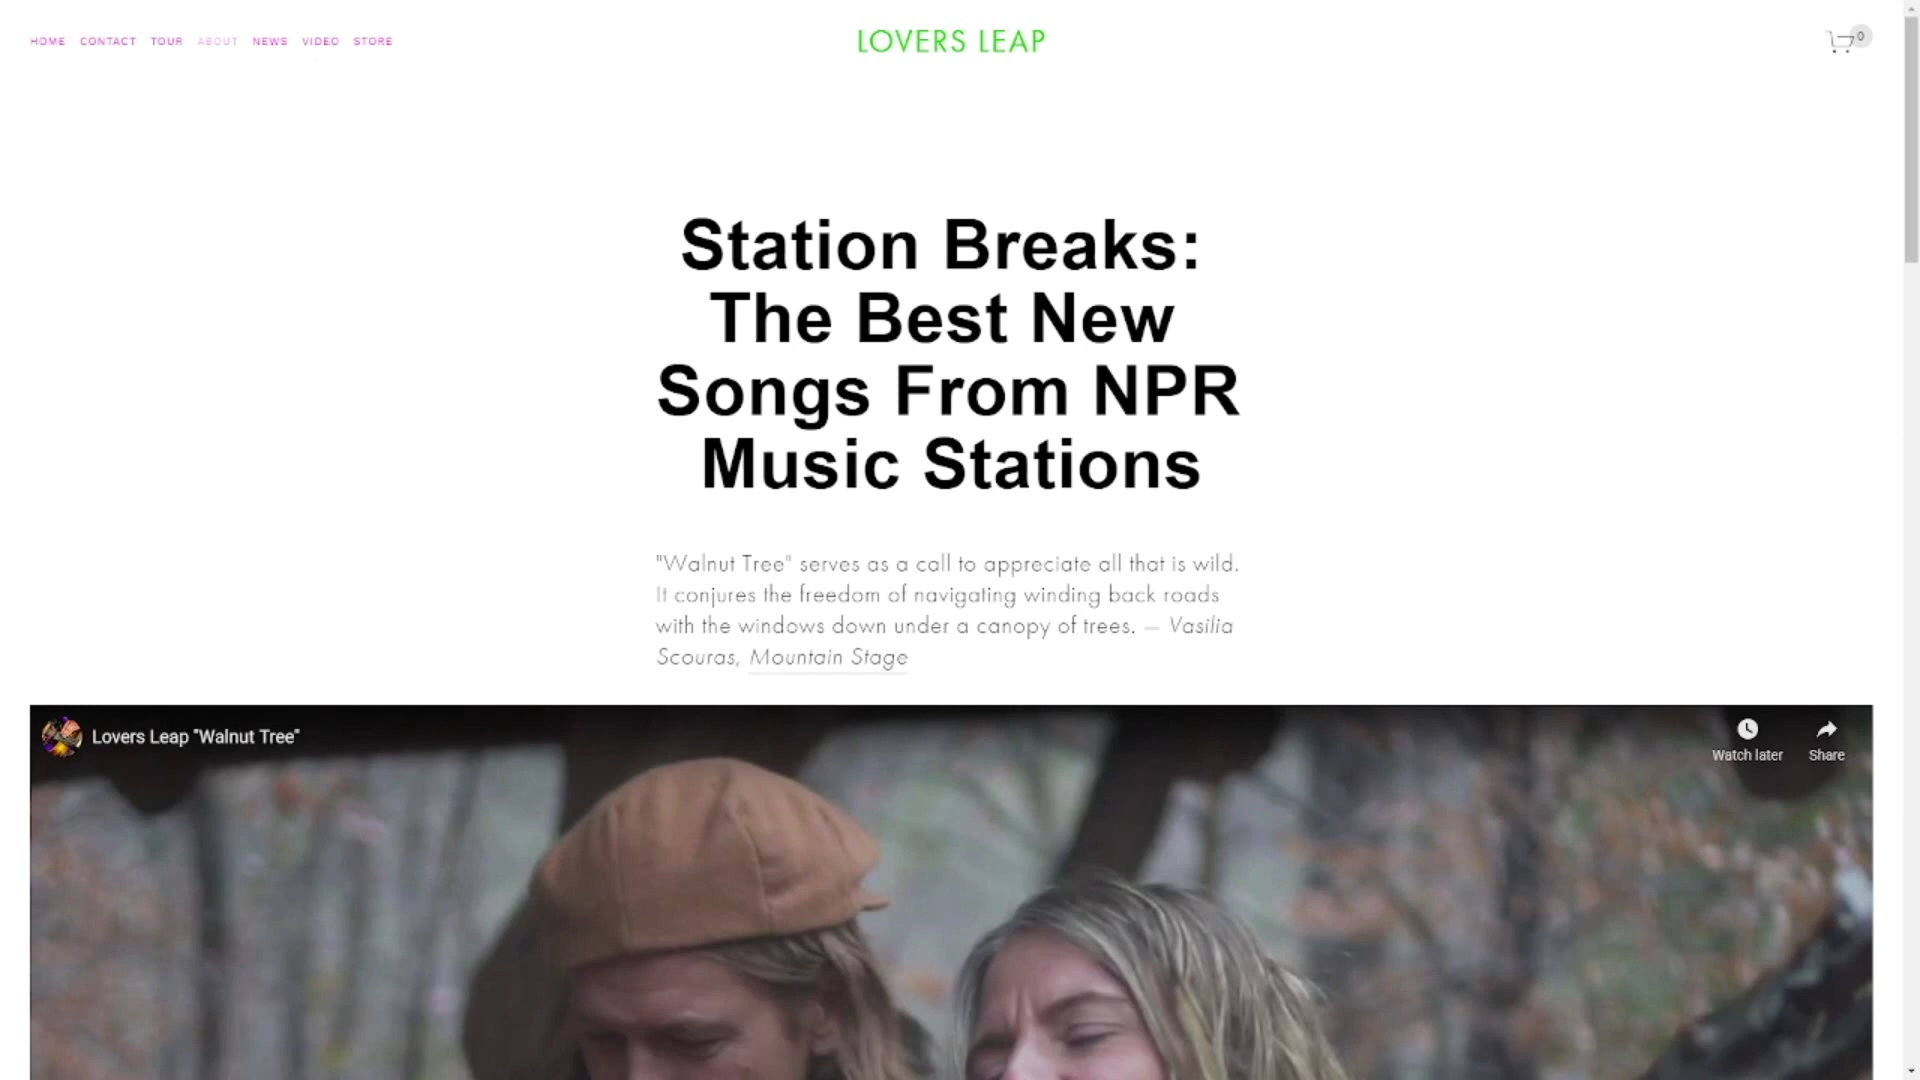 HOME CONTACT TOUR ABOUT NEWS VIDEO STORE
LOVERS LEAP
0
Station Breaks:
The Best New
Songs From NPR
Music Stations
"Walnut Tree" serves as a call to appreciate all that is wild.
It conjures the freedom of navigating winding back roads
with the windows down under a canopy of trees. — Vasilia
Scouras, Mountain Stage
Lovers Leap "Walnut Tree"
Watch later
Share